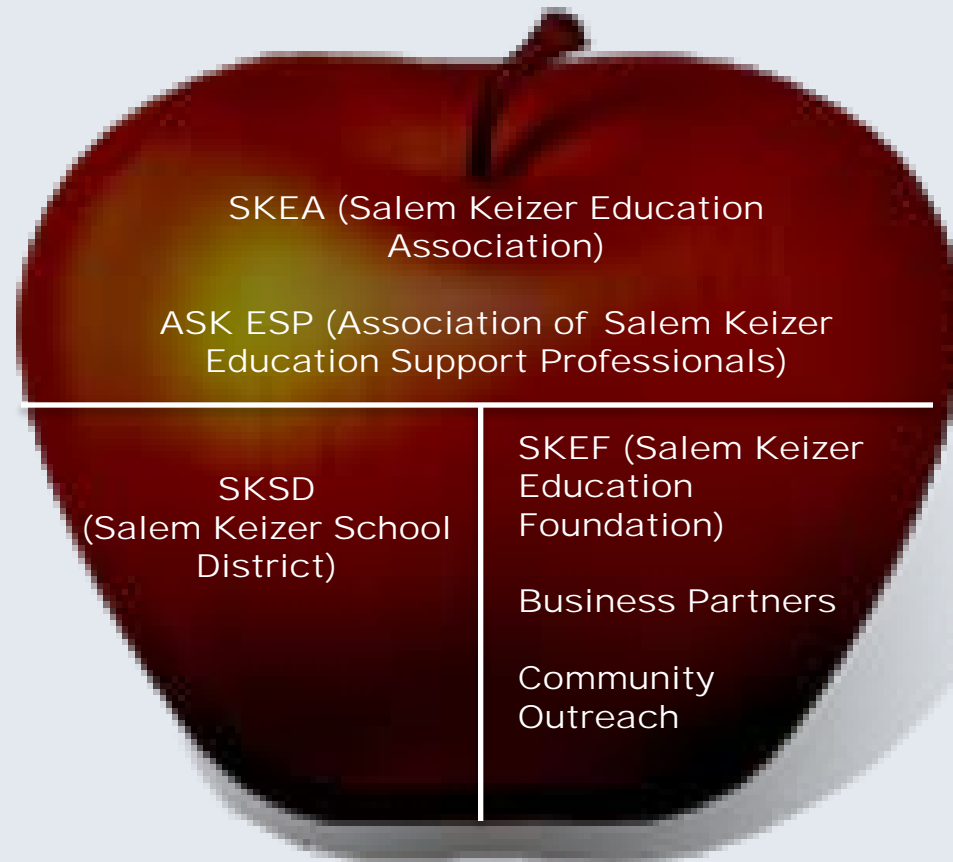 SKEA (Salem Keizer Education
Association)
ASK ESP (Association of Salem Keizer
Education Support Professionals)
SKSD
(Salem Keizer School
District)
SKEF (Salem Keizer
Education
Foundation)
Business Partners
Community
Outreach